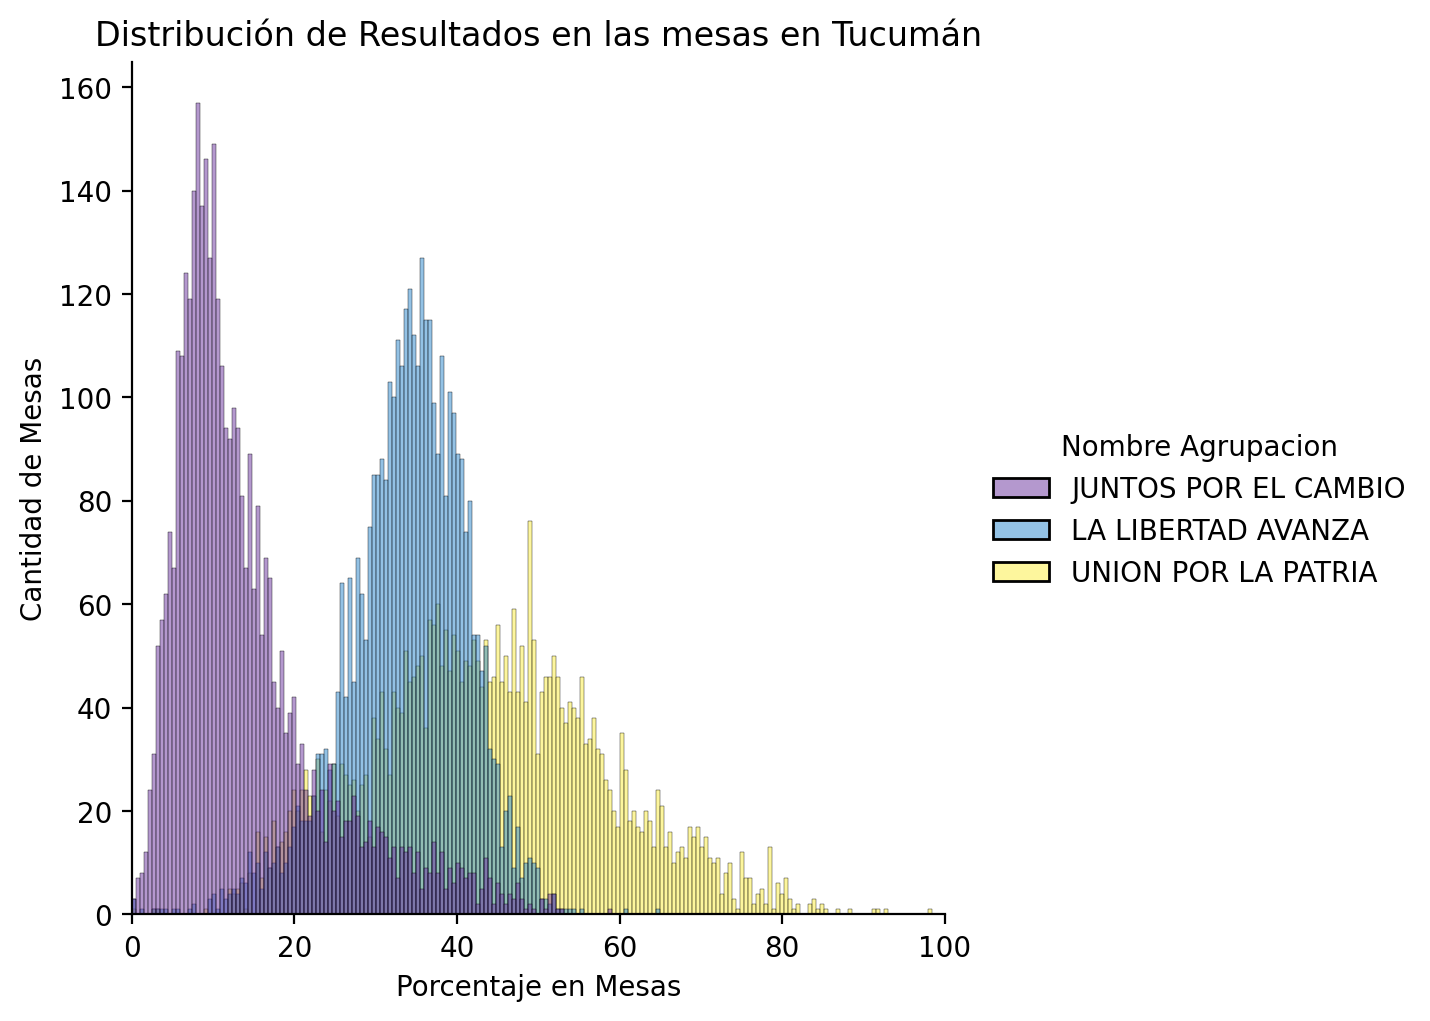 Distribución de Resultados en las mesas en Tucumán
160
140
120
100
80
60
40
20
0
Cantidad de Mesas
0 20 40 60 80 100
Porcentaje en Mesas
Nombre Agrupacion
JUNTOS POR EL CAMBIO
LA LIBERTAD AVANZA
UNION POR LA PATRIA